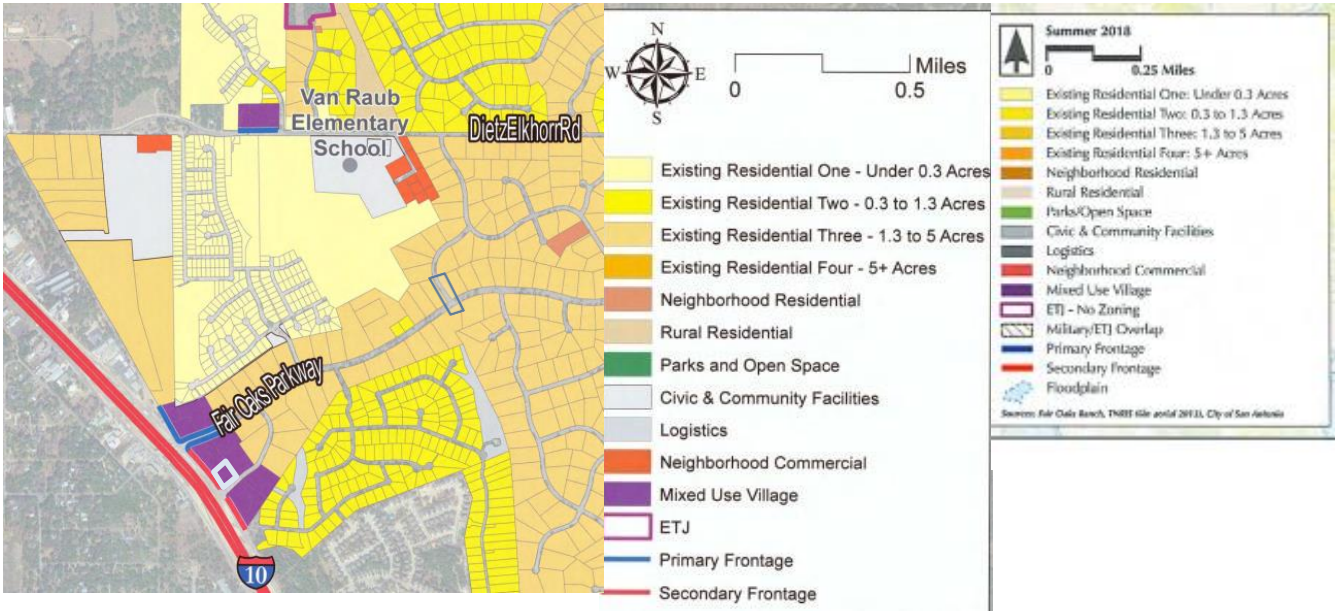 Van Raub
Elementary
School
DietzElkhornRd
Fair Oaks Parkway
10
N
W E
S
Miles
0 0.5
Existing Residential One - Under 0.3 Acres
Existing Residential Two - 0.3 to 1.3 Acres
Existing Residential Three - 1.3 to 5 Acres
Existing Residential Four - 5+ Acres
Neighborhood Residential
Rural Residential
Parks and Open Space
Civic & Community Facilities
Logistics
Neighborhood Commercial
Mixed Use Village
ETJ
Primary Frontage
Secondary Frontage
Summer 2018
0 0.25 Miles
Existing Residential One: Under 0.3 Acres
Existing Residential Two: 0.3 to 1.3 Acres
Existing Residential Three: 1.3 to 5 Acres
Existing Residential Four: 5+ Acres
Neighborhood Residential
Rural Residential
Parks/Open Space
Civic & Community Facilities
Logistics
Neighborhood Commercial
Mixed Use Village
ETJ - No Zoning
Military/ETJ Overlap
Primary Frontage
Secondary Frontage
Floodplain
Sources: Fair Oaks Ranch, TNRIS (tile aerial 2013), City of San Antonio